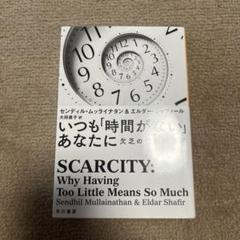 センディル・ムッライナタン&エルダー・シャフィール
大田直子 訳
いつも「時間がない」
あなたに 欠乏の
SCARCITY:
Why Having
Too Little Means So Much
Sendhil Mullainathan & Eldar Shafir
早川書房